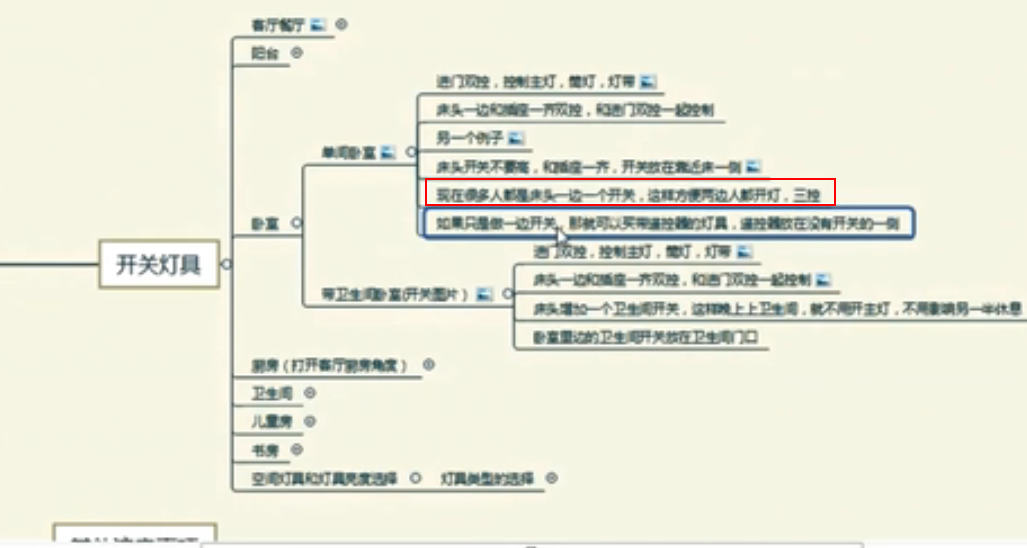 客厅餐厅
阳台
进门双控，控制主灯，筒灯，灯带
床头一边和插座一齐双控，和进门双控一起控制
另一个例子
单间卧室
床头开关不要高，和插座一齐，开关放在靠近床一侧
现在很多人都是床头一边一个开关，这样方便两边人都开灯，三控
卧室
如果只是做一边开关，那就可以买带遥控器的灯具，遥控器放在没有开关的一侧
进门双控，控制主灯，筒灯，灯带
开关灯具
床头一边和插座一齐双控，和进门双控一起控制
带卫生间卧室(开关图片）
床头增加一个卫生间开关，这样晚上上卫生间，就不用开主灯，不用影响另一半休息
卧室里边的卫生间开关放在卫生间门口
厨房（打开客厅厨房角度）
卫生间
儿童房
书房
空间灯具和灯具亮度选择
灯具类型的选择